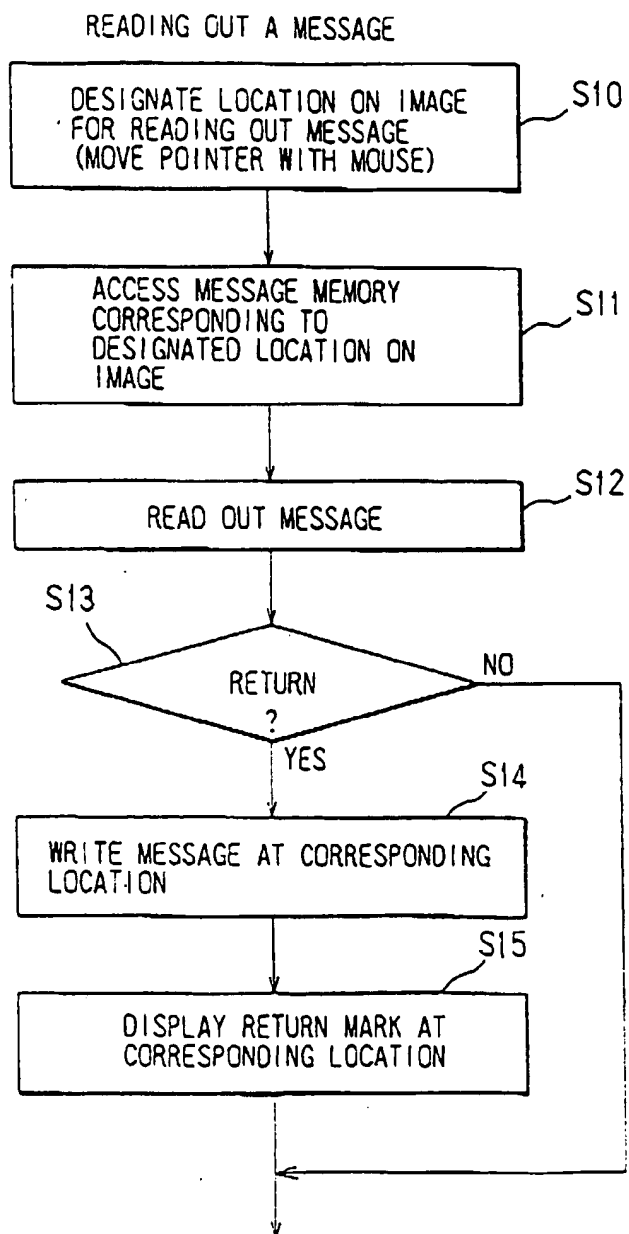 READING OUT A MESSAGE
DESIGNATE LOCATION ON IMAGE
FOR READING OUT MESSAGE
(MOVE POINTER WITH MOUSE)
S10
ACCESS MESSAGE MEMORY
CORRESPONDING TO
DESIGNATED LOCATION ON
IMAGE
S11
READ OUT MESSAGE
S12
S13
RETURN
?
NO
YES
S14
WRITE MESSAGE AT CORRESPONDING
LOCATION
S15
DISPLAY RETURN MARK AT
CORRESPONDING LOCATION